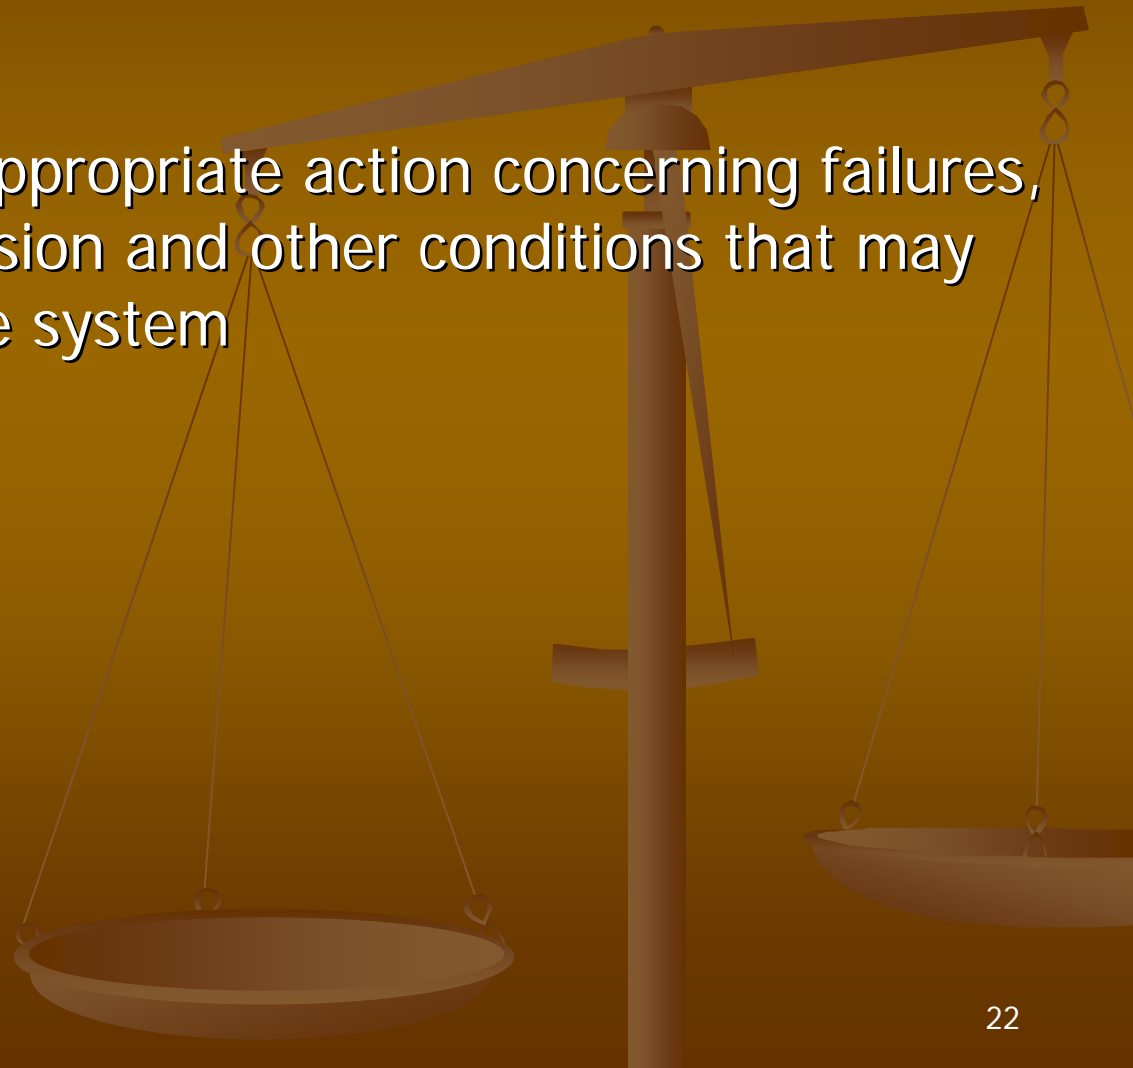 ppropriate action concerning failures,
sion and other conditions that may
e system
22